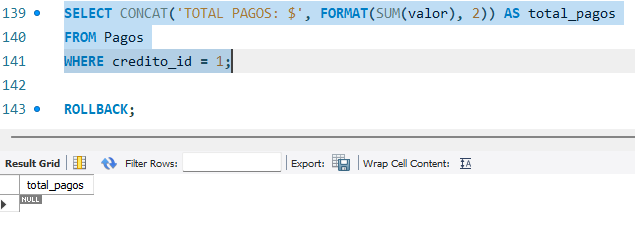 139 SELECT CONCAT('TOTAL PAGOS: $', FORMAT(SUM(valor), 2)) AS total_pagos
140 FROM Pagos
141 WHERE credito_id = 1;
142
143 ROLLBACK;
Result Grid Filter Rows: Export: Wrap Cell Content: IA
total_pagos
NULL